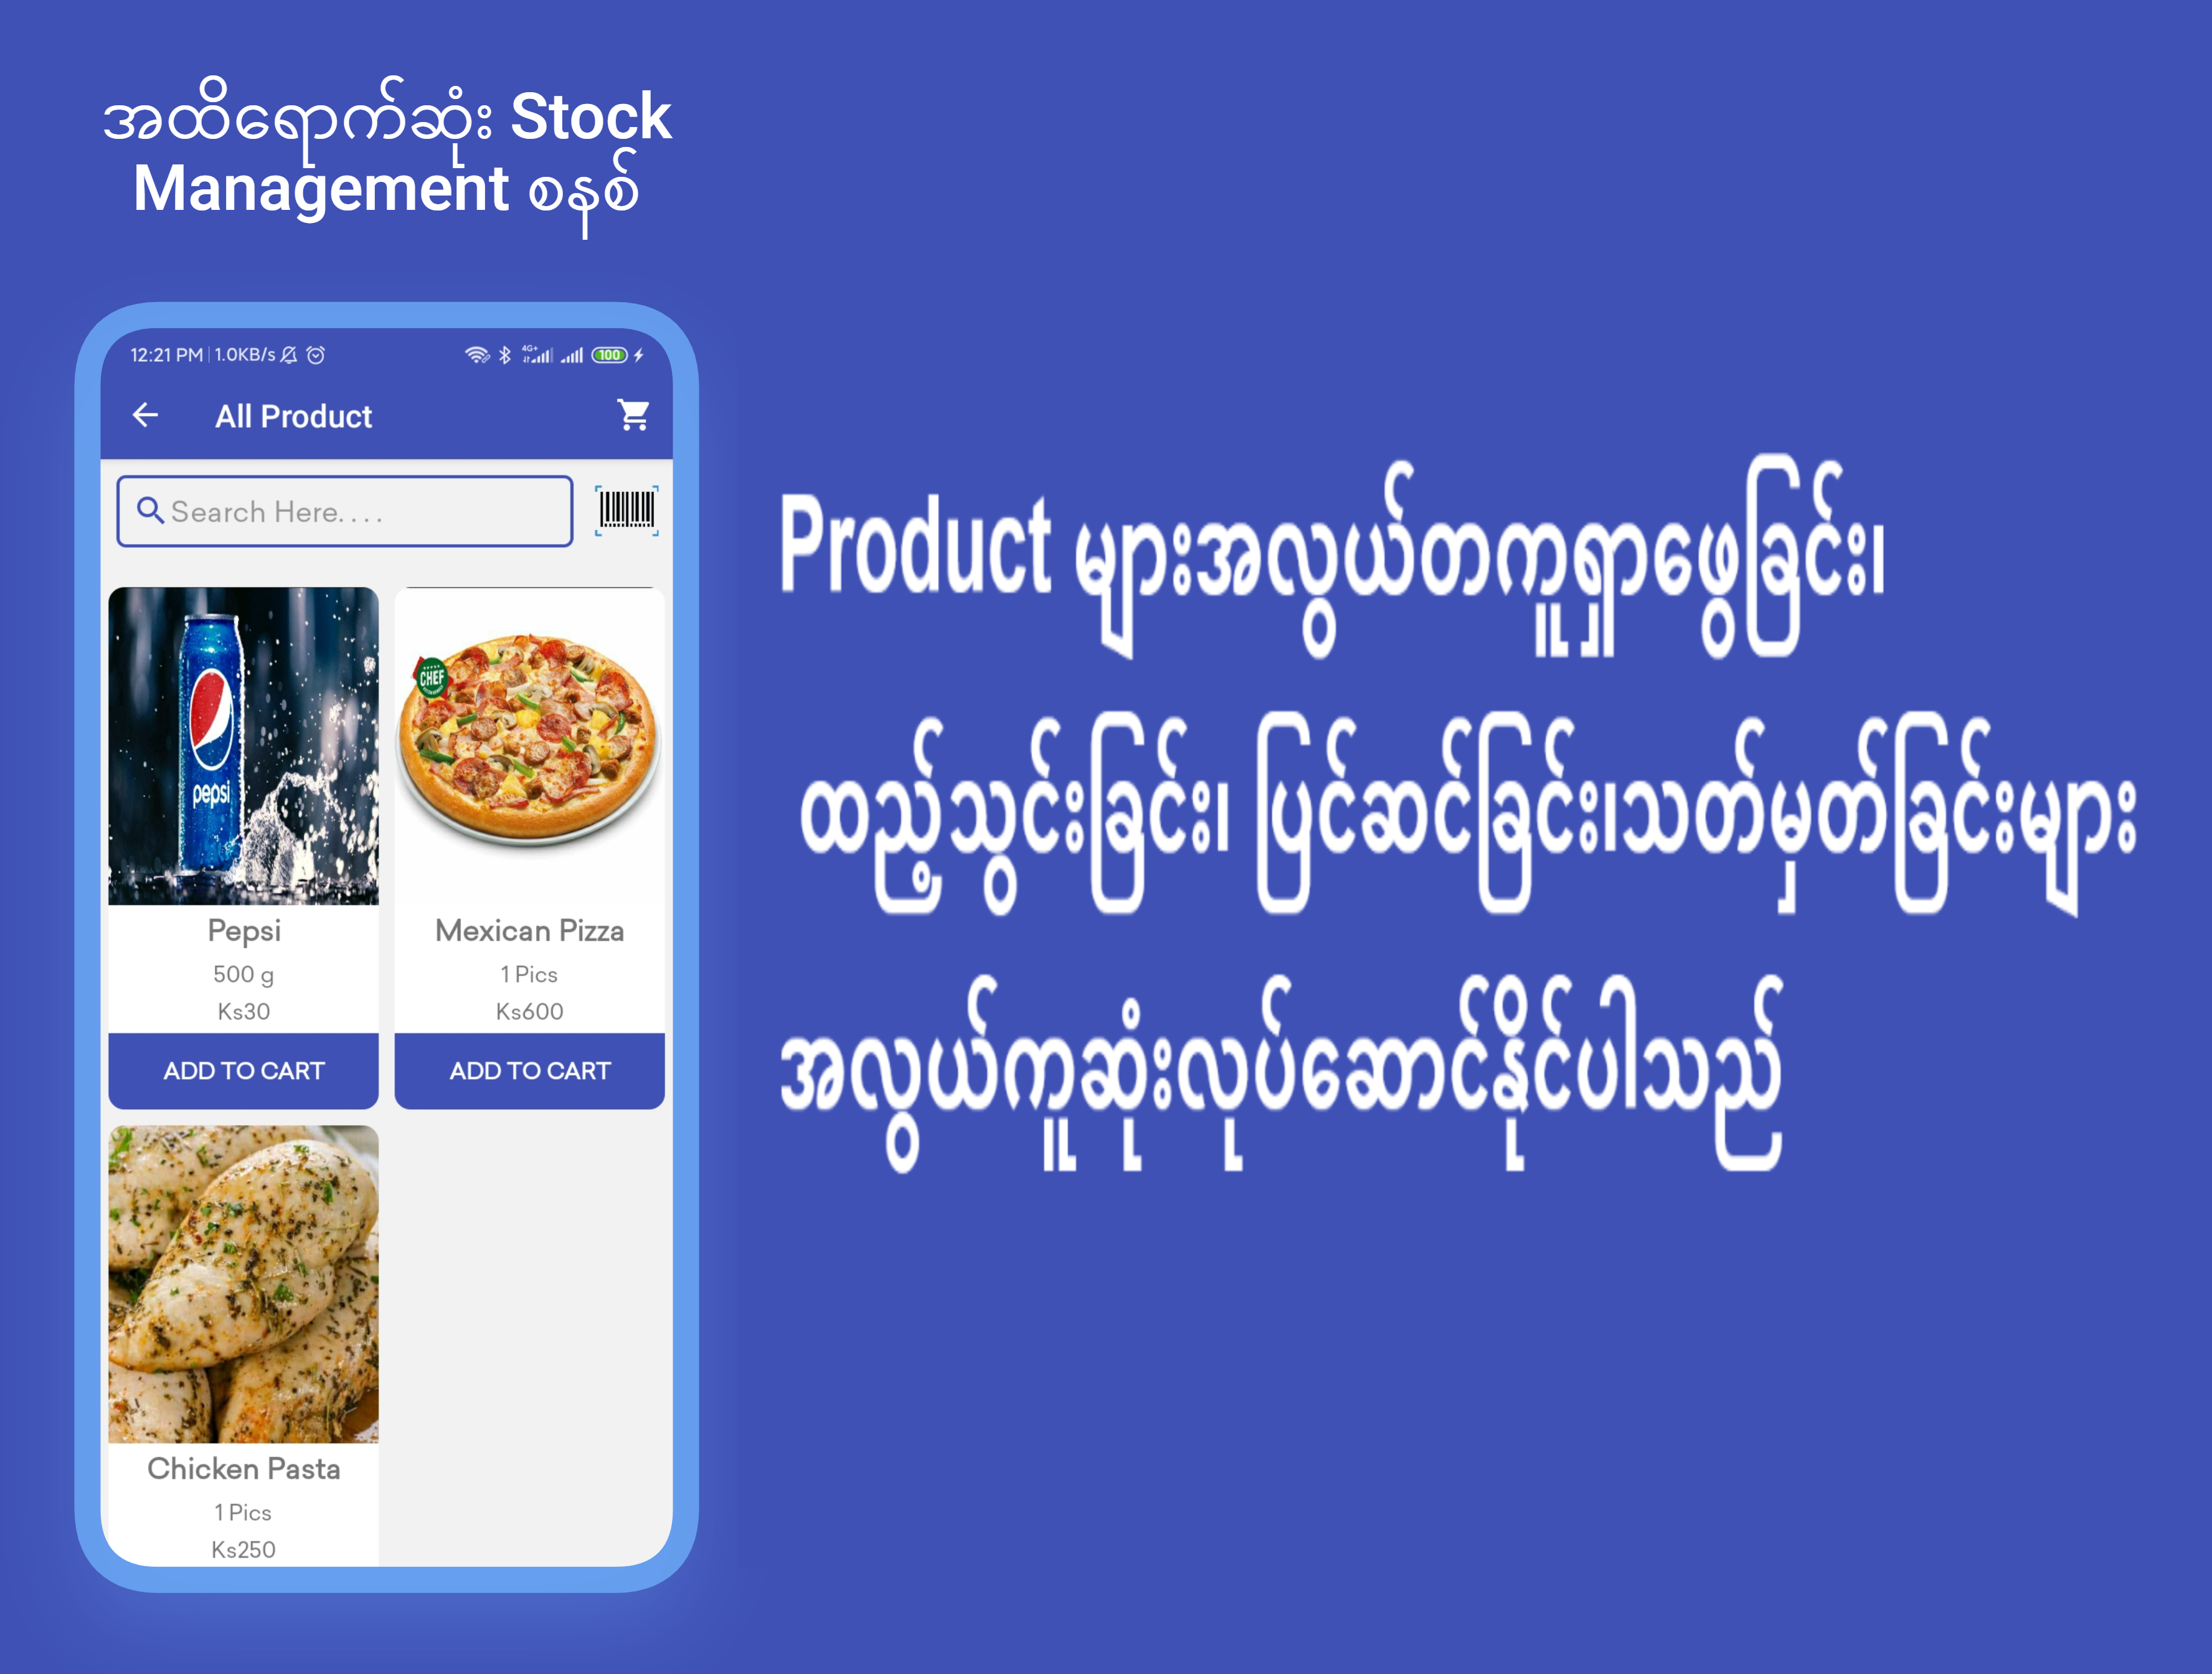 အထိရောက်ဆုံး Stock
Management စနစ်
12:21 PM 1.0KB/s 4G+ 100
All Product
Search Here....
CHEF
pepsi
Pepsi
500 g
Ks30
ADD TO CART
Mexican Pizza
1 Pics
Ks600
ADD TO CART
Chicken Pasta
1 Pics
Ks250
Product များအလွယ်တကူရှာဖွေခြင်း၊
ထည့်သွင်းခြင်း၊ ပြင်ဆင်ခြင်း၊သတ်မှတ်ခြင်းများ
အလွယ်ကူဆုံးလုပ်ဆောင်နိုင်ပါသည်